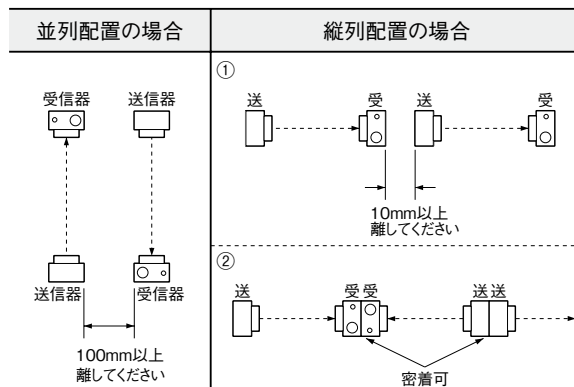 並列配置の場合
縦列配置の場合
受信器 送信器
送信器 受信器
100mm以上
離してください
①
送 受 送 受
10mm以上
離してください
②
送 受受 送送
密着可